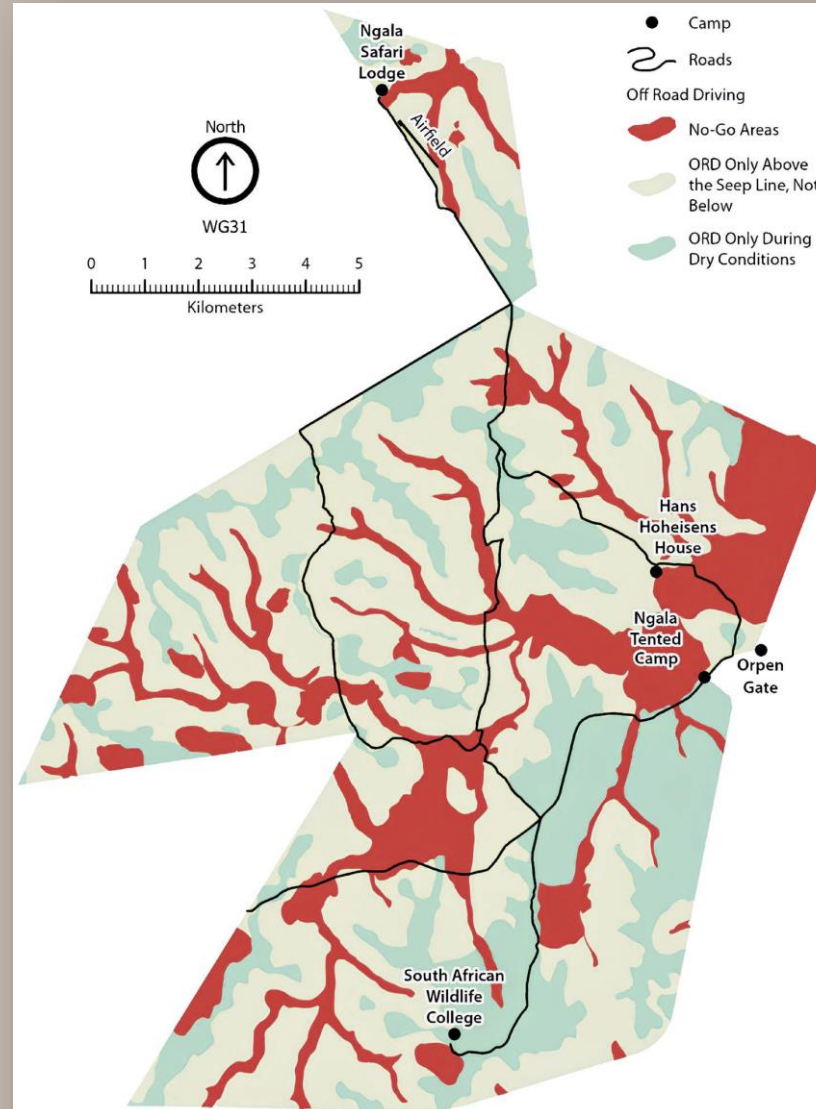 Ngala
Safari
Lodge
Airfield
North
WG31
0 1 2 3 4 5
Kilometers
Camp
Roads
Off Road Driving
No-Go Areas
ORD Only Above
the Seep Line, Not
Below
ORD Only During
Dry Conditions
Hans
Hoheisens
House
Ngala
Tented
Camp
Orpen
Gate
South African
Wildlife
College